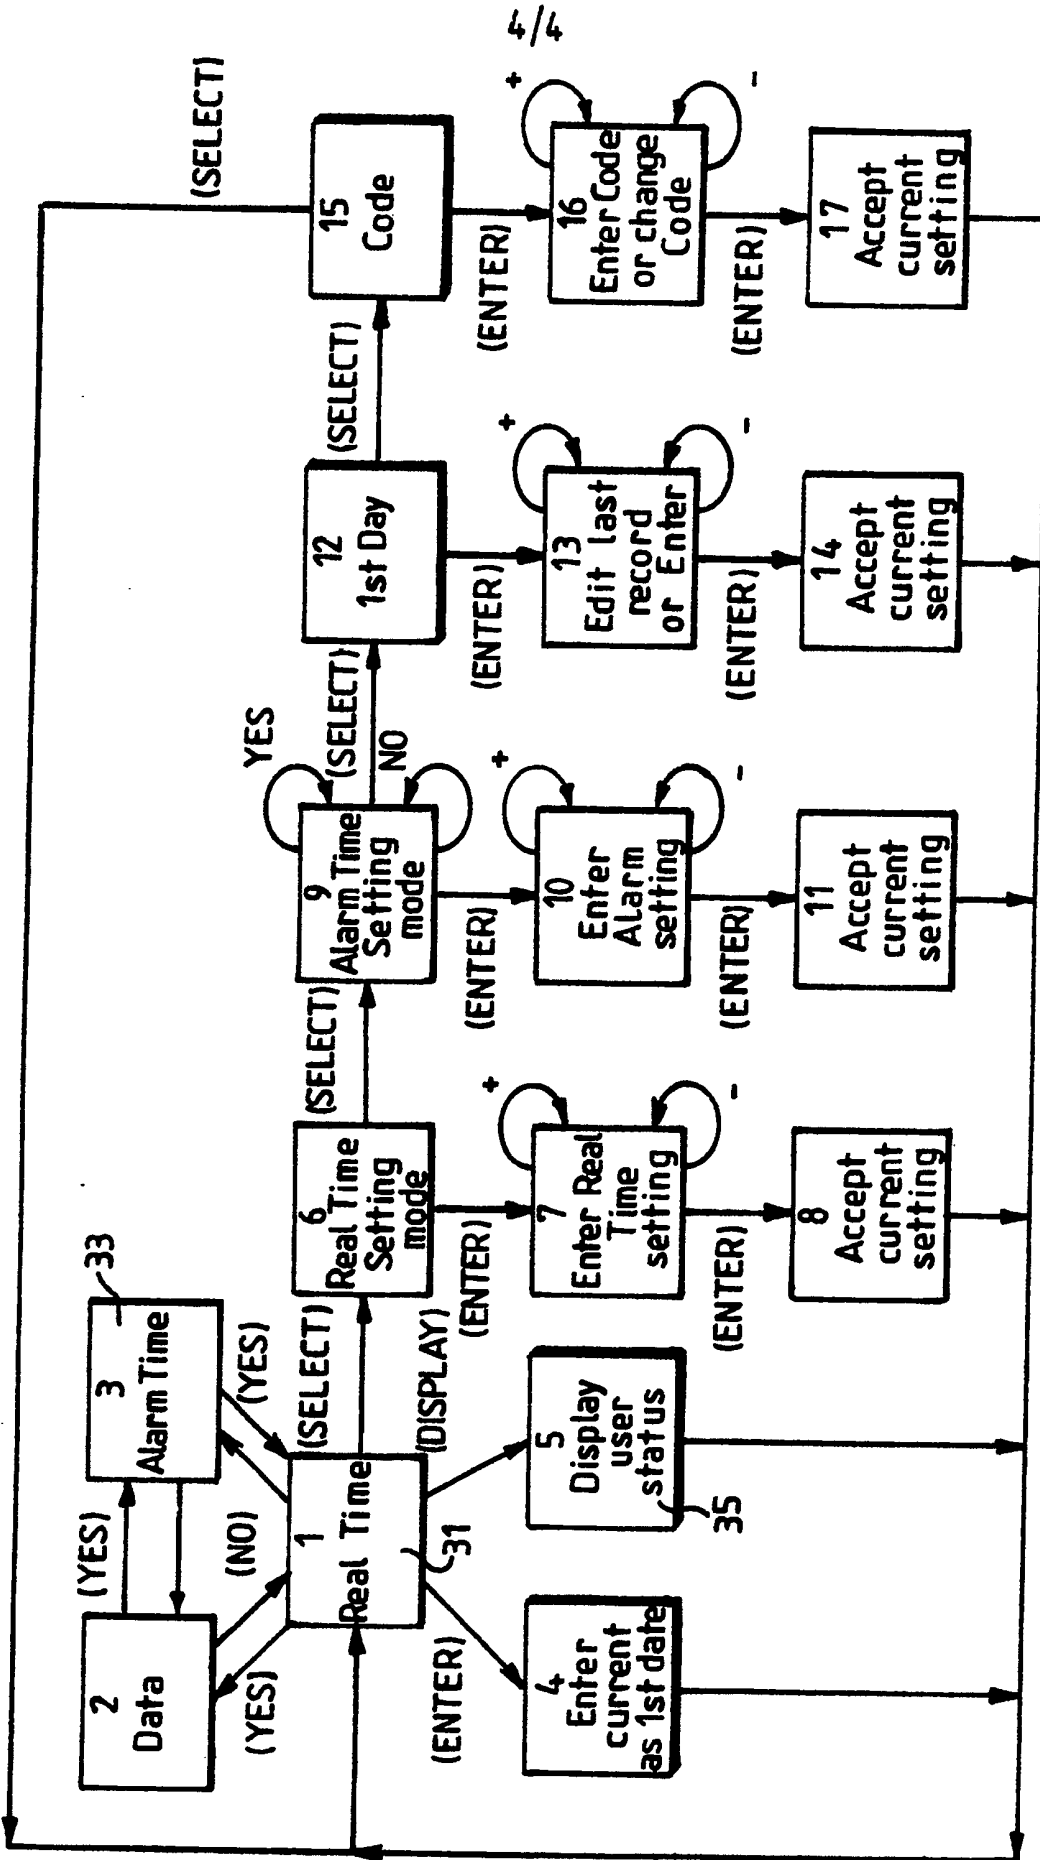 4/4
(SELECT)
33
3
Alarm Time
(YES)
2
Data
(YES)
(NO)
(YES)
1
Real Time
31
(SELECT)
(DISPLAY)
(ENTER)
6
Real Time
Setting
mode
(SELECT)
9
Alarm Time
Setting
mode
YES
NO
(SELECT)
12
1st Day
(SELECT)
15
Code
(ENTER)
(ENTER)
(ENTER)
(ENTER)
4
Enter
current
as 1st date
5
Display
user
status
35
7
Enter Real
Time
setting
+
-
10
Enter
Alarm
setting
+
-
13
Edit last
record
or Enter
+
-
16
Enter Code
or change
Code
+
-
(ENTER)
(ENTER)
(ENTER)
(ENTER)
8
Accept
current
setting
11
Accept
current
setting
14
Accept
current
setting
17
Accept
current
setting